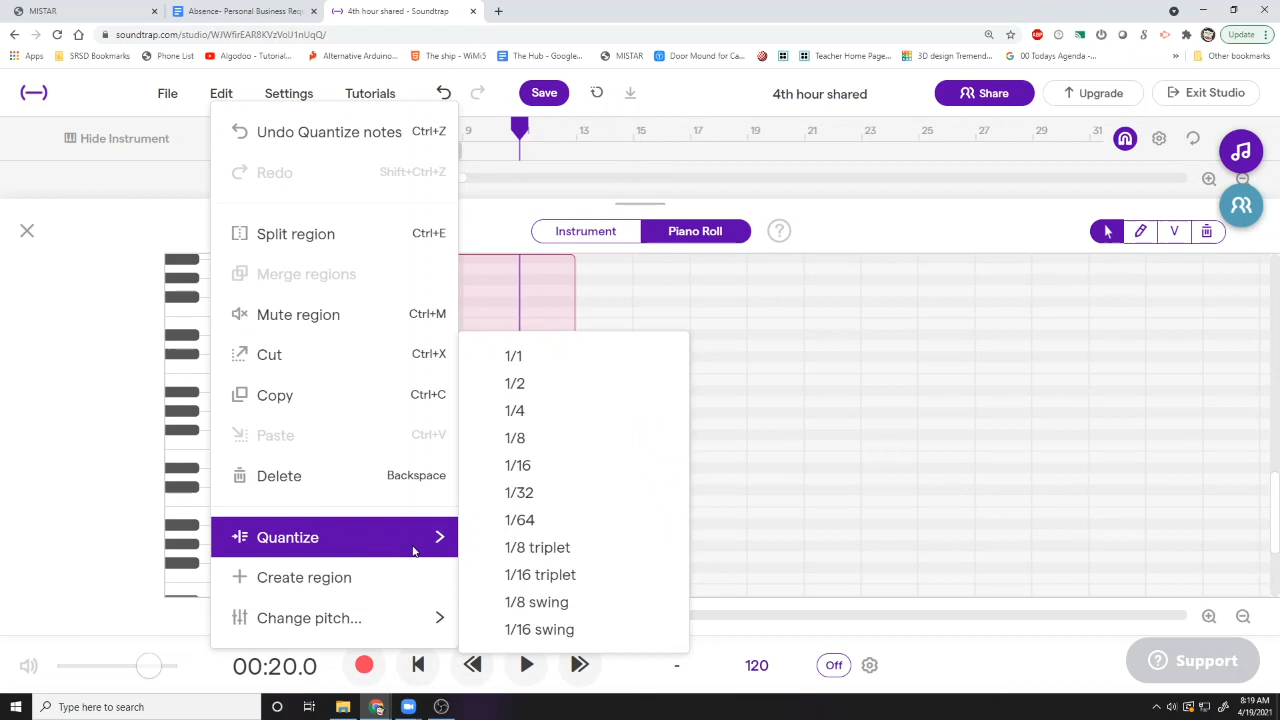 MISTAR
Absence- Personal Business Req
4th hour shared - Soundtrap
soundtrap.com/studio/WJWfirEAR8KVzVoiJ1nUqQ/
Update
Apps
SRSD Bookmarks
Phone List
Algodoo - Tutorial...
Alternative Arduino...
The ship - WiMi5
The Hub - Google...
MISTAR
Door Mound for Ca...
Teacher Home Page...
3D design Tremend...
00 Todays Agenda -...
»
Other bookmarks
File
Edit
Settings
Tutorials
Save
4th hour shared
Share
Upgrade
Exit Studio
Hide Instrument
9 13 15 17 19 21 23 25 27 29 31
Undo Quantize notes Ctrl+Z
Redo Shift+Ctrl+Z
Split region Ctrl+E
Merge regions
Mute region Ctrl+M
Cut Ctrl+X
Copy Ctrl+C
Paste Ctrl+V
Delete Backspace
Quantize
Create region
Change pitch...
Instrument
Piano Roll
?
V
1/1
1/2
1/4
1/8
1/16
1/32
1/64
1/8 triplet
1/16 triplet
1/8 swing
1/16 swing
00:20.0
-
120
Off
Support
Type here to search
8:19 AM
4/19/2021